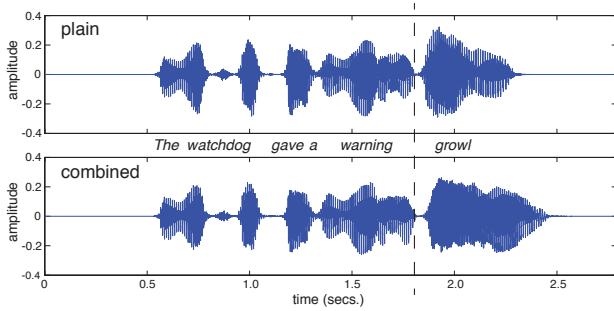 plain
amplitude
0.4
0.2
0
-0.2
-0.4
The watchdog gave a warning growl
combined
amplitude
0.4
0.2
0
-0.2
-0.4
0 0.5 1.0 1.5 2.0 2.5
time (secs.)